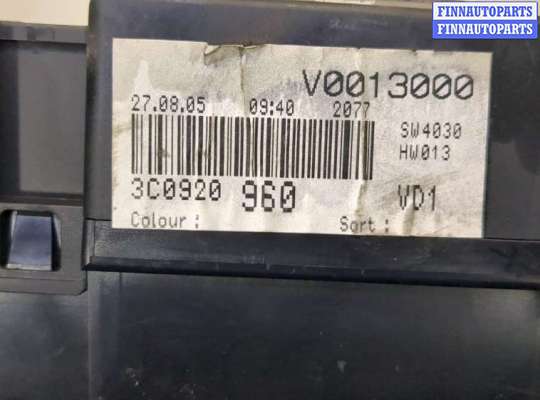 FINNAUTOPARTS
FINNAUTOPARTS
V0013000
27.08.05 09:40 2077
SW4030
HW013
3C0920 960 VD1
Colour : Sort :